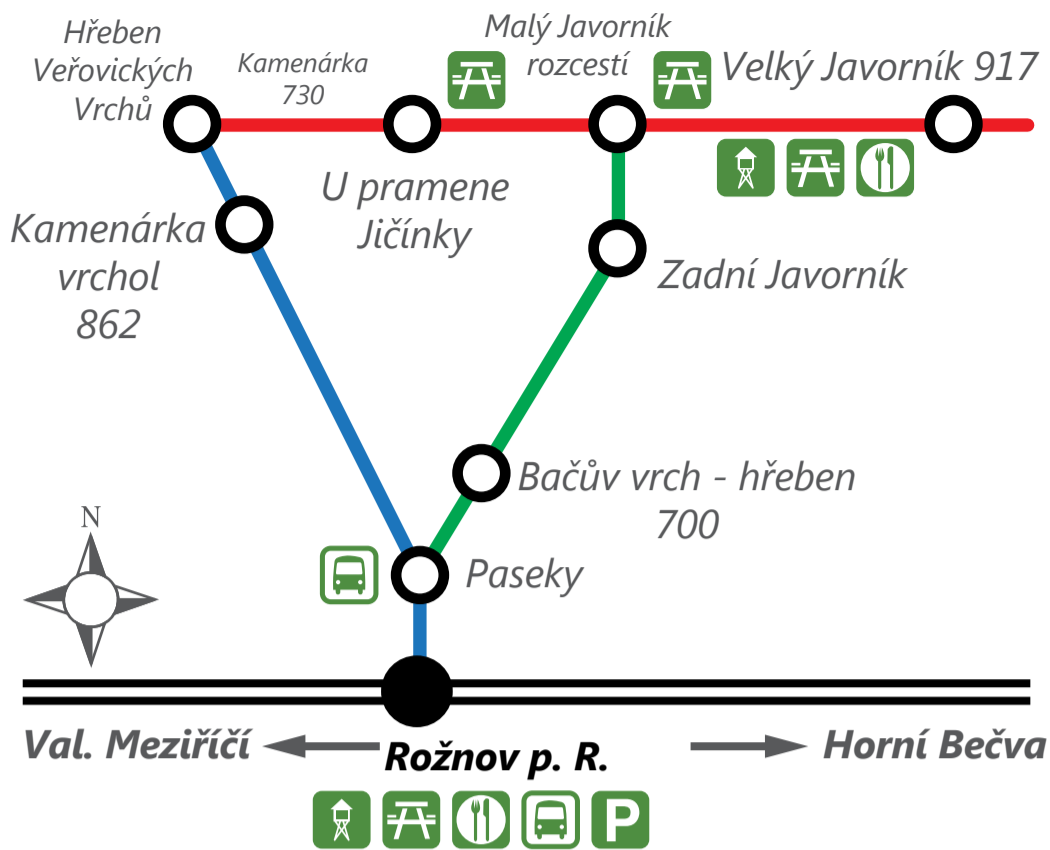 Hřeben
Veřovických
Vrchů
Kamenárka
730
Malý Javorník
rozcestí
Velký Javorník 917
U pramene
Jičínky
Kamenárka
vrchol
862
Zadní Javorník
Bačův vrch - hřeben
700
N
Paseky
Val. Meziříčí
Rožnov p. R.
Horní Bečva
P